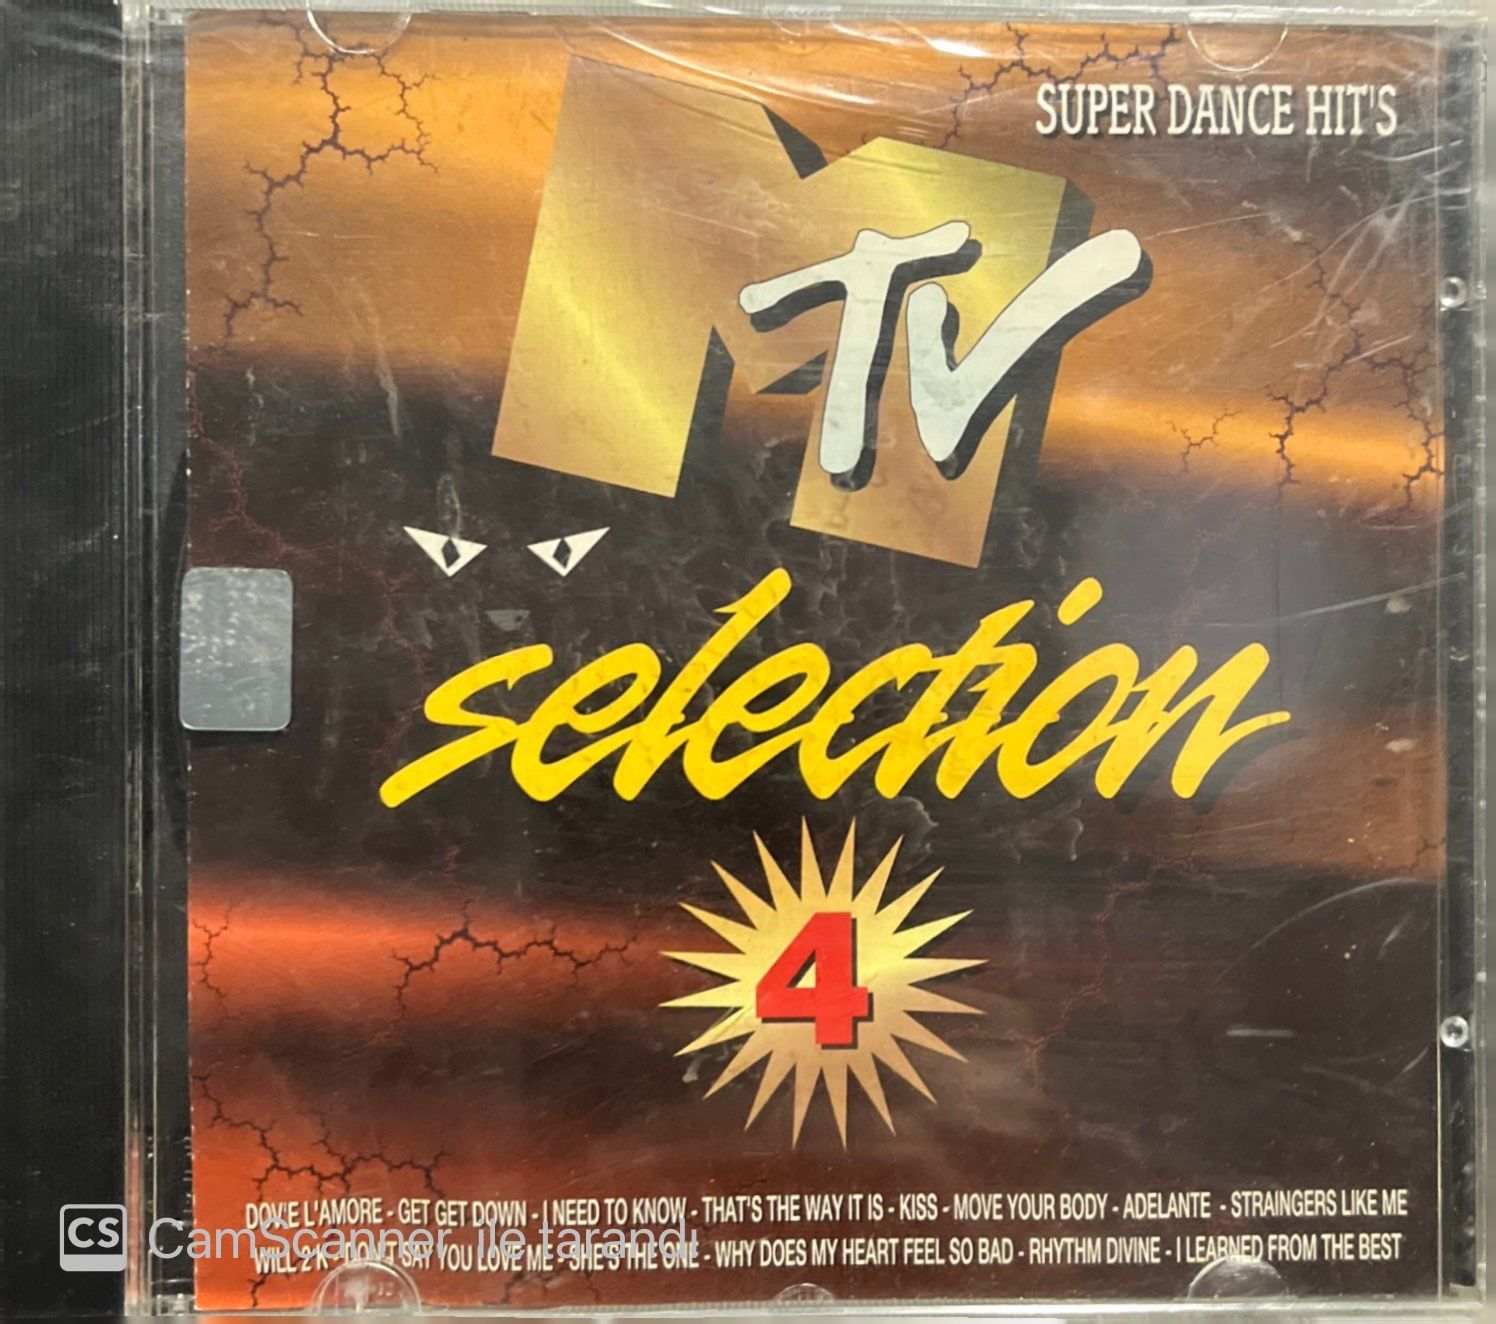 SUPER DANCE HIT'S
MTV
selection
4
DOV'E L'AMORE - GET GET DOWN - I NEED TO KNOW - THAT'S THE WAY IT IS - KISS - MOVE YOUR BODY - ADELANTE - STRAINGERS LIKE ME
WILL 2 K - DON'T SAY YOU LOVE ME - SHE'S THE ONE - WHY DOES MY HEART FEEL SO BAD - RHYTHM DIVINE - I LEARNED FROM THE BEST
CS CamScanner ile tarandı